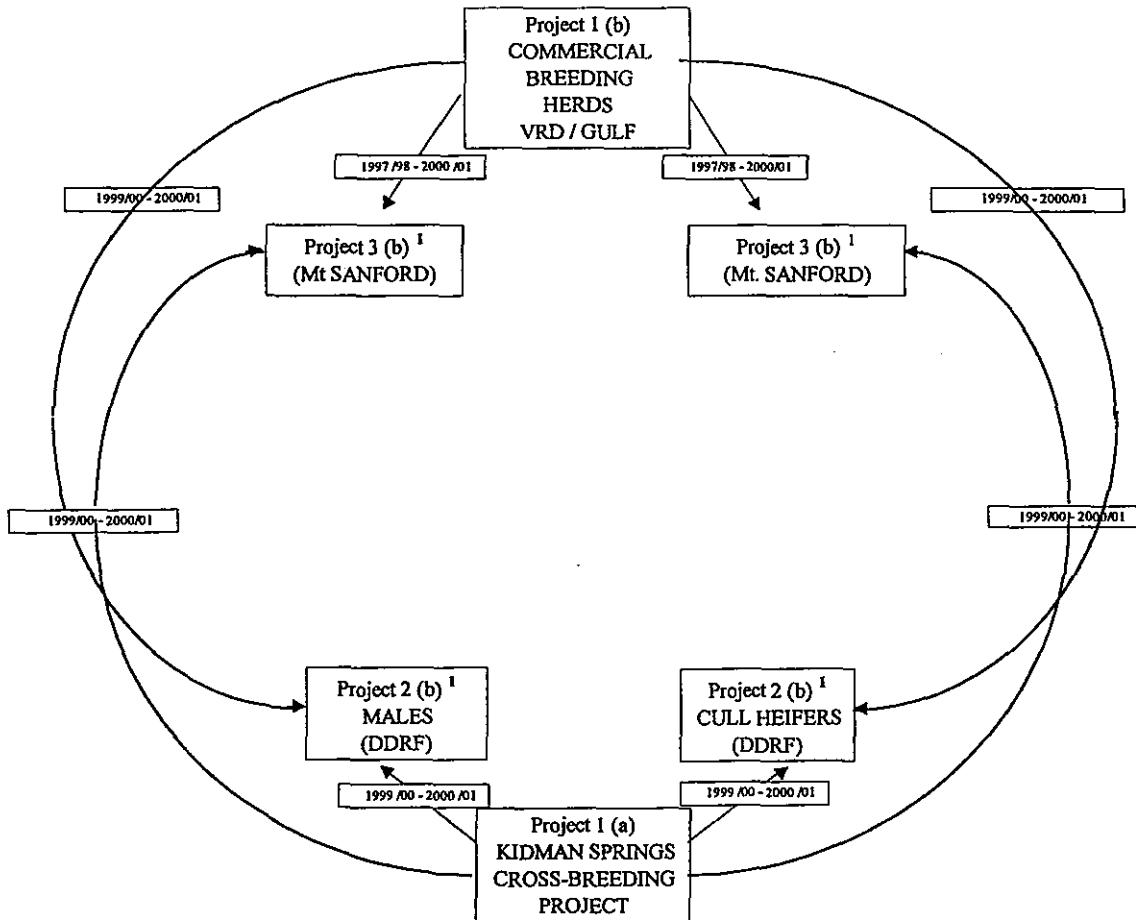 Project 1 (b)
COMMERCIAL
BREEDING
HERDS
VRD / GULF
1997/98 - 2000/01
1997/98 - 2000/01
1999/00 - 2000/01
1999/00 - 2000/01
Project 3 (b) 1
(Mt SANFORD)
Project 3 (b) 1
(Mt. SANFORD)
1999/00 - 2000/01
1999/00 - 2000/01
Project 2 (b) 1
MALES
(DDRF)
Project 2 (b) 1
CULL HEIFERS
(DDRF)
1999/00 - 2000/01
1999/00 - 2000/01
Project 1 (a)
KIDMAN SPRINGS
CROSS-BREEDING
PROJECT